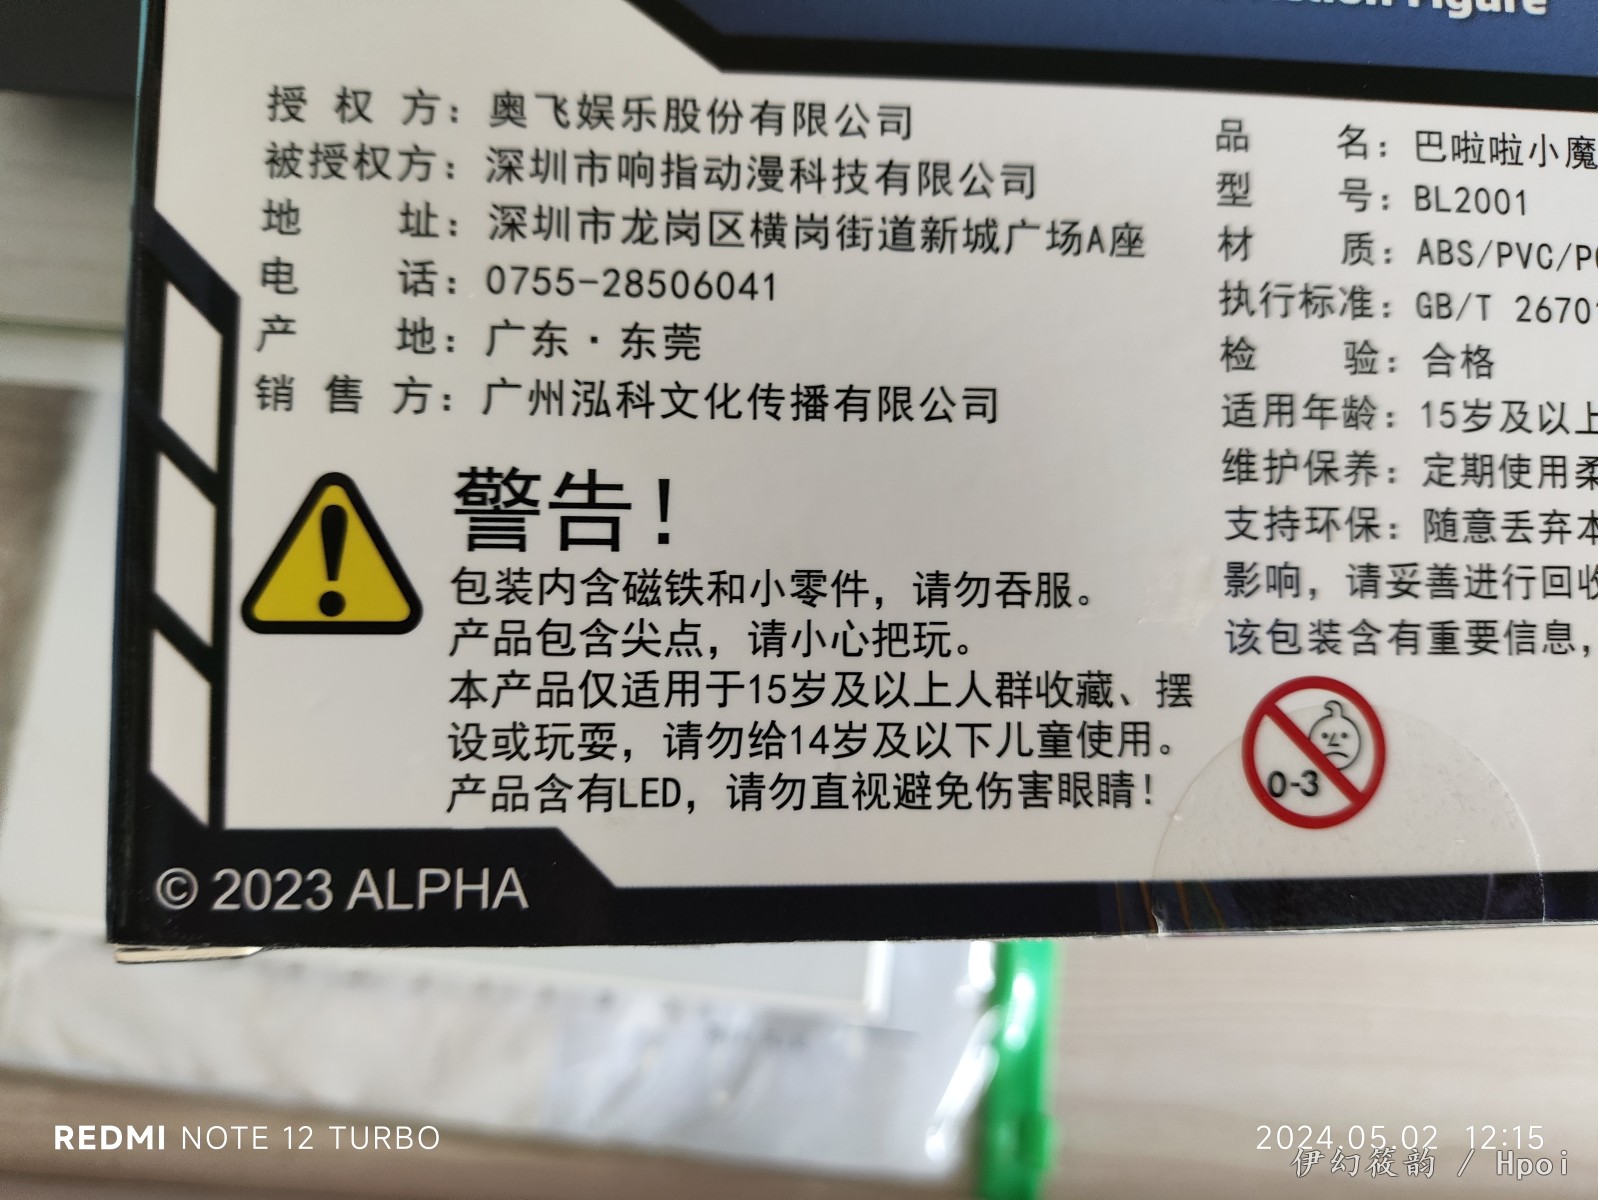 Action Figure
授权方：奥飞娱乐股份有限公司
被授权方：深圳市响指动漫科技有限公司
地址：深圳市龙岗区横岗街道新城广场A座
电话：0755-28506041
产地：广东·东莞
销售方：广州泓科文化传播有限公司
警告！
包装内含磁铁和小零件，请勿吞服。
产品包含尖点，请小心把玩。
本产品仅适用于15岁及以上人群收藏、摆
设或玩耍，请勿给14岁及以下儿童使用。
产品含有LED，请勿直视避免伤害眼睛！
品名：巴啦啦小魔
型号：BL2001
材质：ABS/PVC/PO
执行标准：GB/T 26701
检验：合格
适用年龄：15岁及以上
维护保养：定期使用柔
支持环保：随意丢弃本
影响，请妥善进行回收
该包装含有重要信息，
0-3
© 2023 ALPHA
REDMI NOTE 12 TURBO
2024.05.02 12:15
伊幻筱韵 / Hpoi